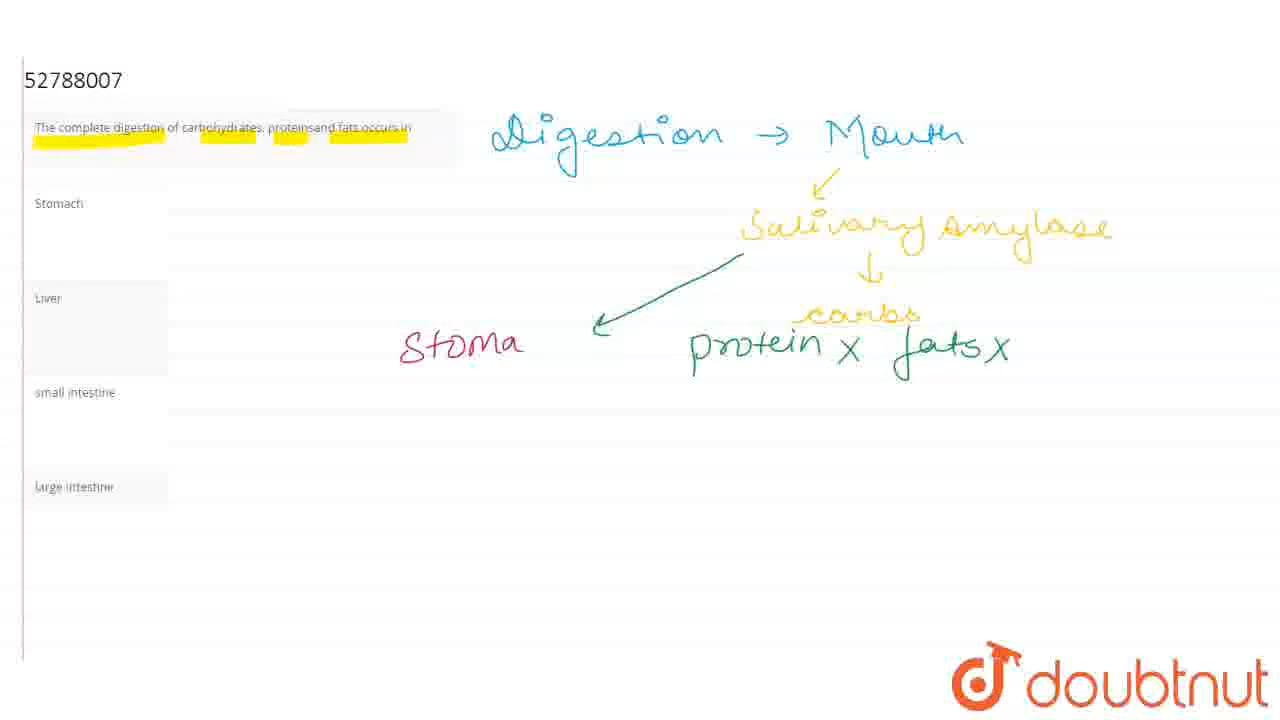 52788007
The complete digestion of carbohydrates, proteinsand fats occurs in
Digestion → Mouth
Stomach
Salivary amylase
Liver
carbs
Stoma
protein x fats x
small intestine
large intestine
doubtnut